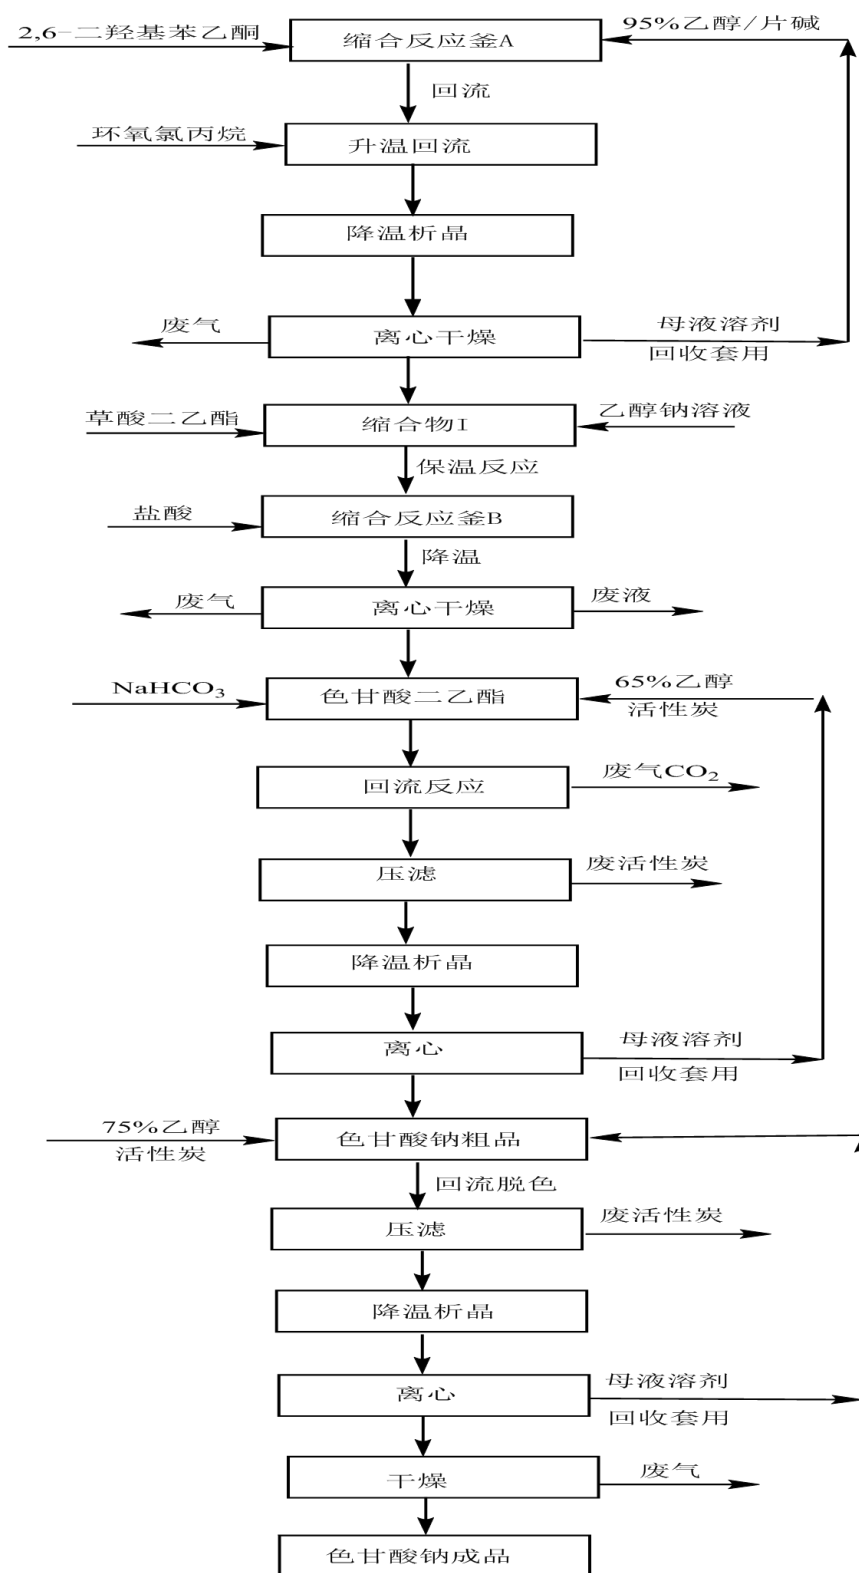 2,6-二羟基苯乙酮
缩合反应釜A
95%乙醇/片碱
回流
环氧氯丙烷
升温回流
降温析晶
废气
离心干燥
母液溶剂
回收套用
草酸二乙酯
缩合物I
乙醇钠溶液
保温反应
盐酸
缩合反应釜B
降温
废气
离心干燥
废液
NaHCO₃
色甘酸二乙酯
65%乙醇
活性炭
回流反应
废气CO₂
压滤
废活性炭
降温析晶
离心
母液溶剂
回收套用
75%乙醇
活性炭
色甘酸钠粗品
回流脱色
压滤
废活性炭
降温析晶
离心
母液溶剂
回收套用
干燥
废气
色甘酸钠成品